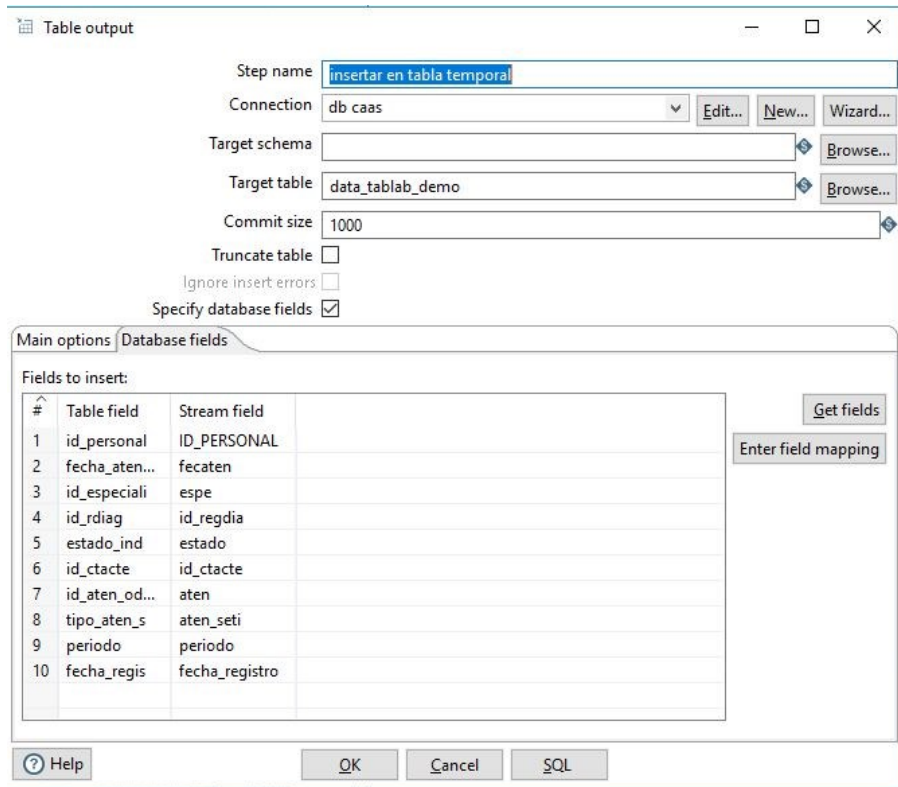 Table output
Step name insertar en tabla temporal
Connection db caas Edit... New... Wizard...
Target schema Browse...
Target table data_tablab_demo Browse...
Commit size 1000
Truncate table
Ignore insert errors
Specify database fields
Main options Database fields
Fields to insert:
# Table field Stream field Get fields
1 id_personal ID_PERSONAL Enter field mapping
2 fecha_aten... fecaten
3 id_especiali espe
4 id_rdiag id_regdia
5 estado_ind estado
6 id_ctacte id_ctacte
7 id_aten_od... aten
8 tipo_aten_s aten_seti
9 periodo periodo
10 fecha_regis fecha_registro
Help OK Cancel SQL